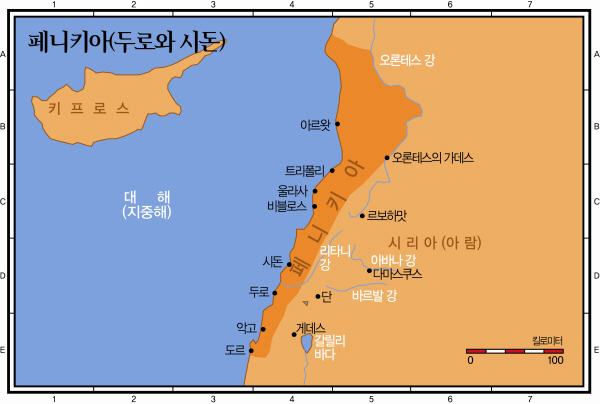 1 2 3 4 5 6 7
페니키아(두로와 시돈)
A A
오론테스 강
키프로스
B B
아르왓
오론테스의 가데스
트리폴리
울라사
C C
비블로스
대 해
(지중해)
르보하맛
페니키아
시리아(아람)
리타니
강
아바나 강
시돈
다마스쿠스
D D
두로
단
바르발 강
악고
게데스
갈릴리
바다
도르
E E
킬로미터
0 100
1 2 3 4 5 6 7